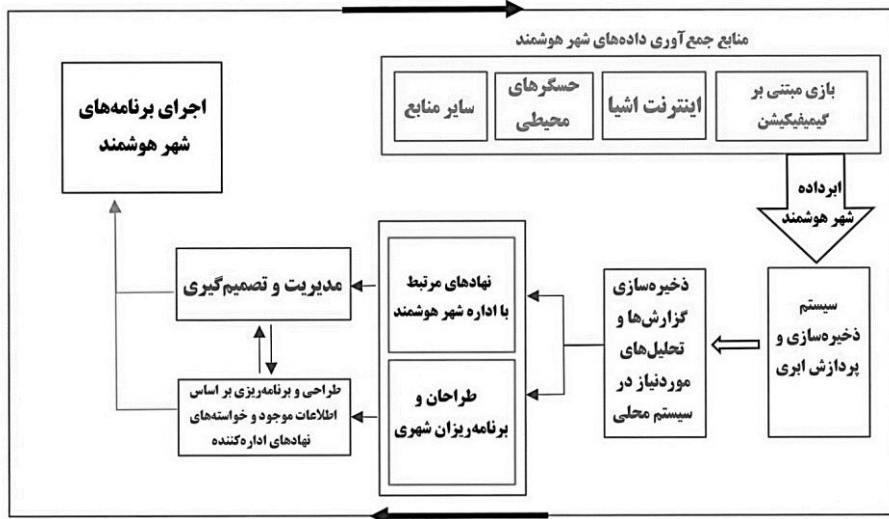 منابع جمع‌آوری داده‌های شهر هوشمند
بازی مبتنی بر
گیمیفیکیشن
اینترنت اشیا
حسگرهای
محیطی
سایر منابع
اجرای برنامه‌های
شهر هوشمند
ابرداده
شهر هوشمند
سیستم
ذخیره‌سازی و
پردازش ابری
ذخیره‌سازی
گزارش‌ها و
تحلیل‌های
موردنیاز در
سیستم محلی
نهادهای مرتبط
با اداره شهر هوشمند
طراحان و
برنامه‌ریزان شهری
مدیریت و تصمیم‌گیری
طراحی و برنامه‌ریزی بر اساس
اطلاعات موجود و خواسته‌های
نهادهای اداره‌کننده